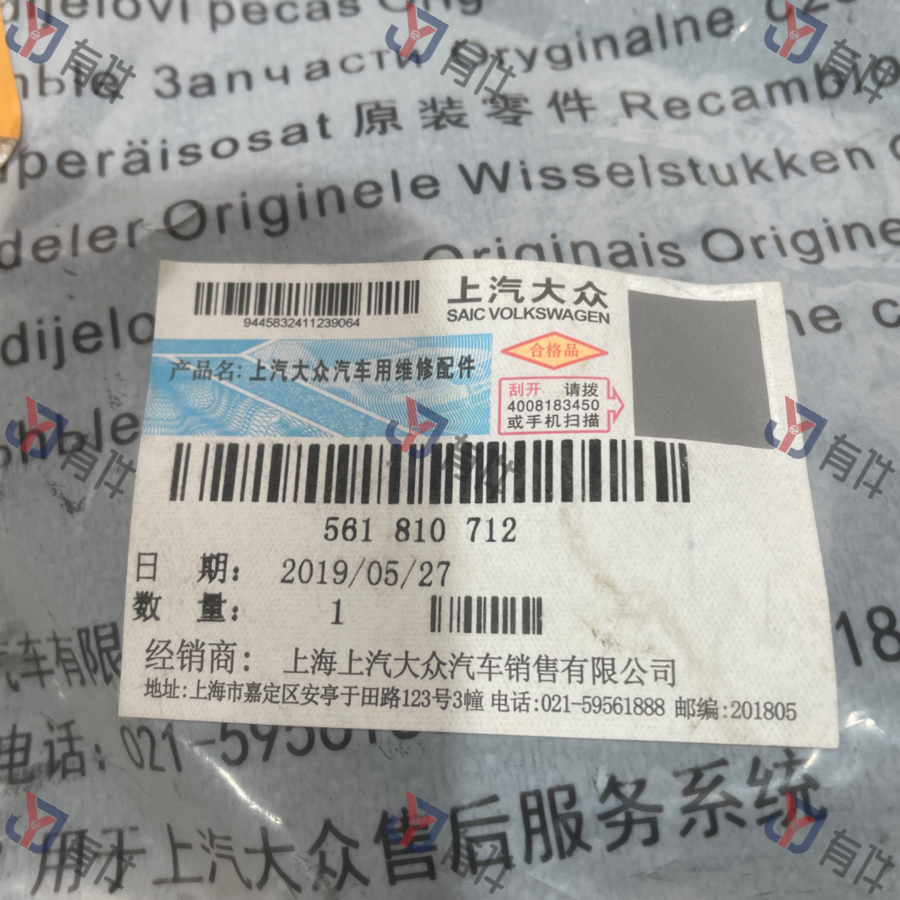 dijelovi pecas Orig
Запчасти Oryginalne
peräisosat 原装零件 Recambio
deler Originele Wisselstukken
Originais Origine
dijelo
9445832411239064
上汽大众
SAIC VOLKSWAGEN
产品名: 上汽大众汽车用维修配件
合格品
刮开 请拨
4008183450
或手机扫描
561 810 712
日 期: 2019/05/27
数 量: 1
经销商: 上海上汽大众汽车销售有限公司
地址:上海市嘉定区安亭于田路123号3幢 电话:021-59561888 邮编:201805
汽车有限
电话: 021-5956
用于上汽大众售后服务系统
有件